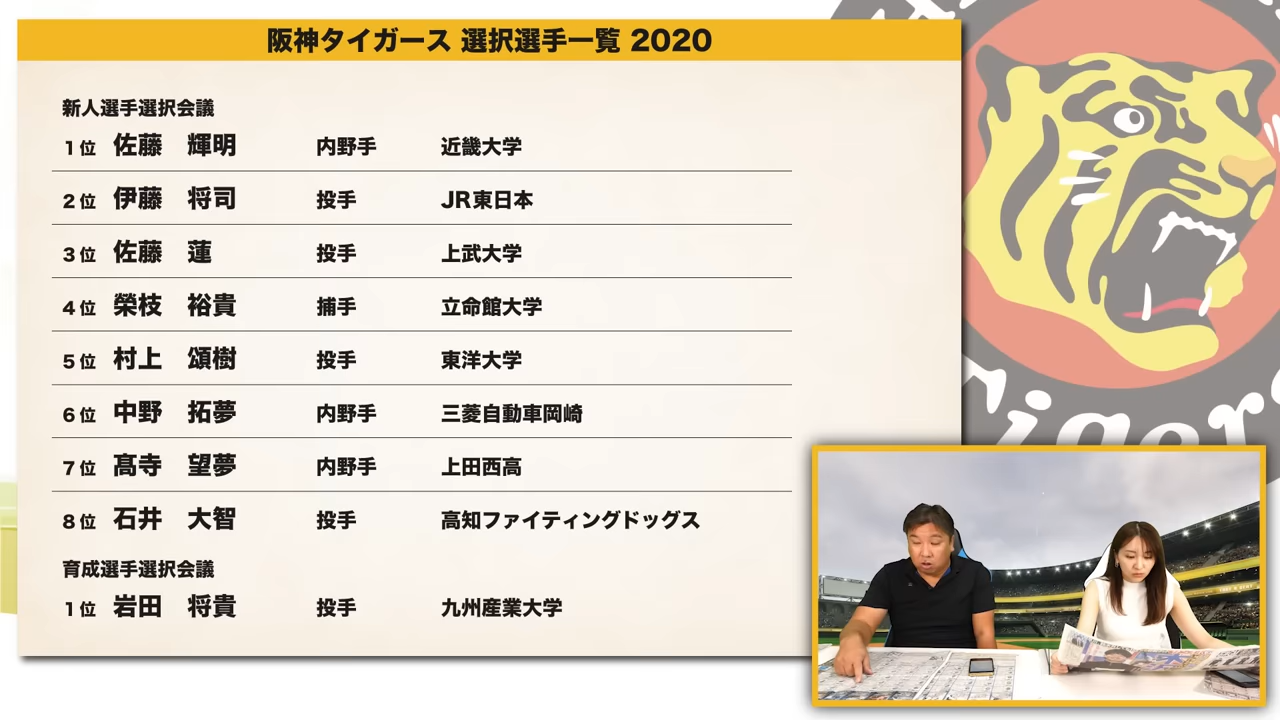 阪神タイガース 選択選手一覧 2020
新人選手選択会議
1位 佐藤 輝明 内野手 近畿大学
2位 伊藤 将司 投手 JR東日本
3位 佐藤 蓮 投手 上武大学
4位 榮枝 裕貴 捕手 立命館大学
5位 村上 頌樹 投手 東洋大学
6位 中野 拓夢 内野手 三菱自動車岡崎
7位 髙寺 望夢 内野手 上田西高
8位 石井 大智 投手 高知ファイティングドッグス
育成選手選択会議
1位 岩田 将貴 投手 九州産業大学
Tigers